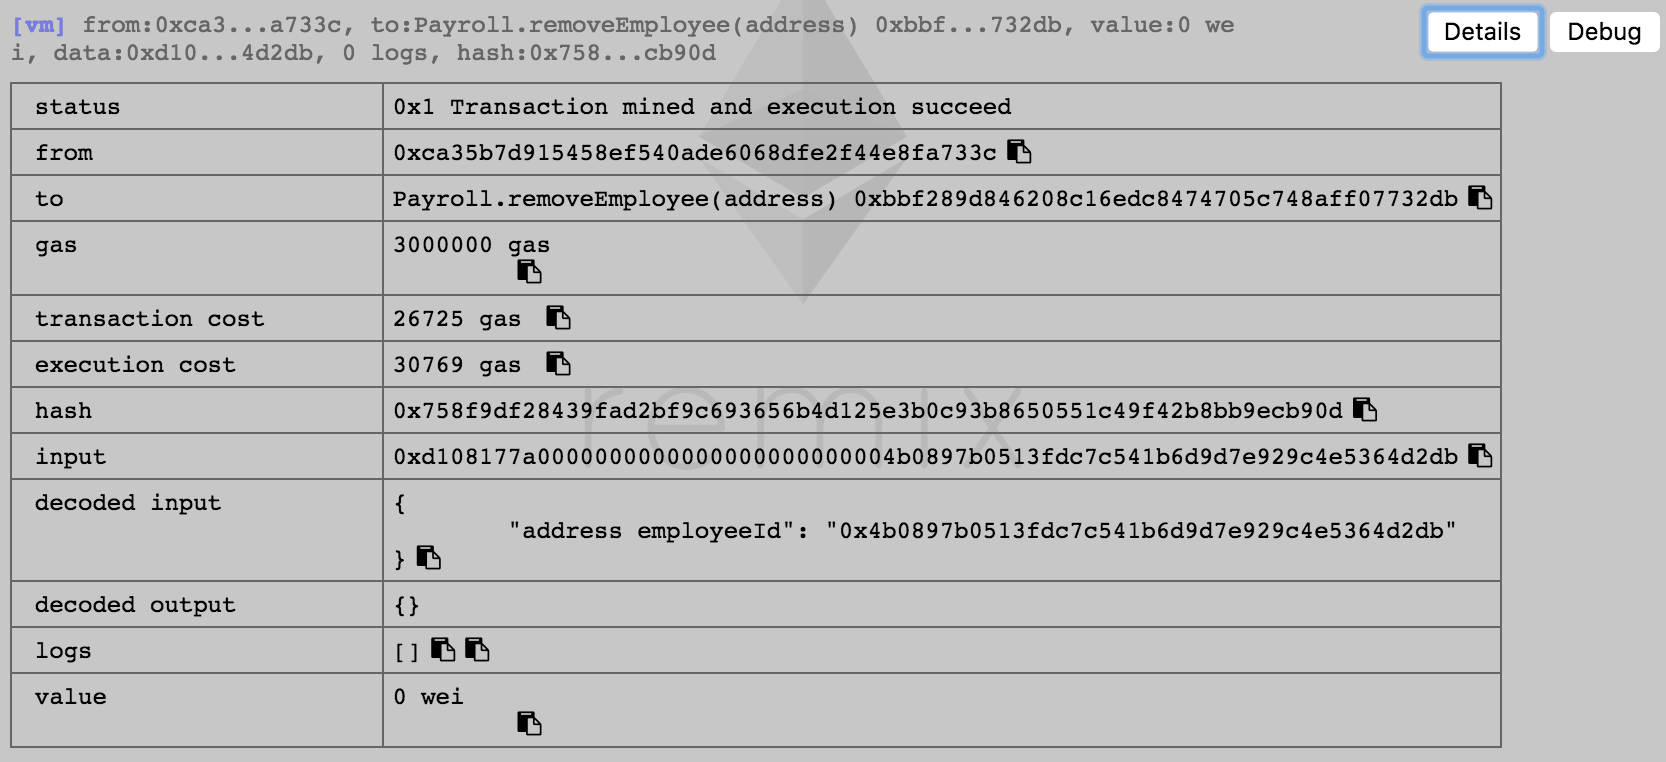 [vm] from:0xca3...a733c, to:Payroll.removeEmployee(address) 0xbbf...732db, value:0 we
i, data:0xd10...4d2db, 0 logs, hash:0x758...cb90d
Details
Debug
status 0x1 Transaction mined and execution succeed
from 0xca35b7d915458ef540ade6068dfe2f44e8fa733c
to Payroll.removeEmployee(address) 0xbbf289d846208c16edc8474705c748aff07732db
gas 3000000 gas
transaction cost 26725 gas
execution cost 30769 gas
hash 0x758f9df28439fad2bf9c693656b4d125e3b0c93b8650551c49f42b8bb9ecb90d
input 0xd108177a0000000000000000000000004b0897b0513fdc7c541b6d9d7e929c4e5364d2db
decoded input {
"address employeeId": "0x4b0897b0513fdc7c541b6d9d7e929c4e5364d2db"
}
decoded output {}
logs []
value 0 wei
remix